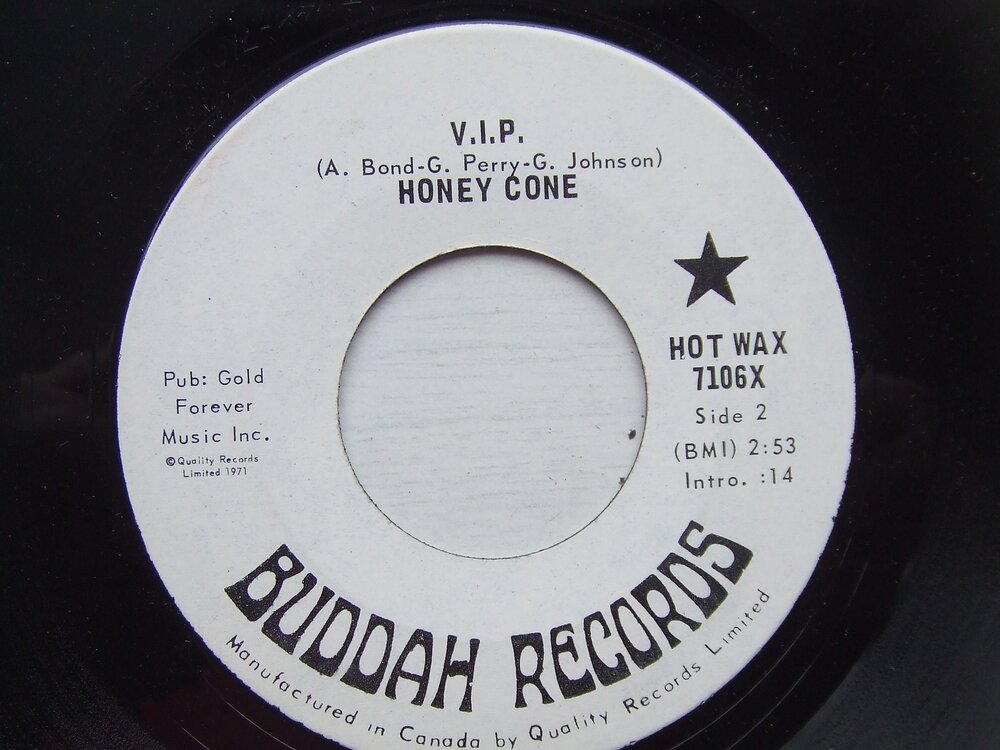 V.I.P.
(A. Bond-G. Perry-G. Johnson)
HONEY CONE
HOT WAX
7106X
Side 2
(BMI) 2:53
Intro. :14
Pub: Gold
Forever
Music Inc.
©Quality Records
Limited 1971
BUDDAH RECORDS
Manufactured in Canada by Quality Records Limited